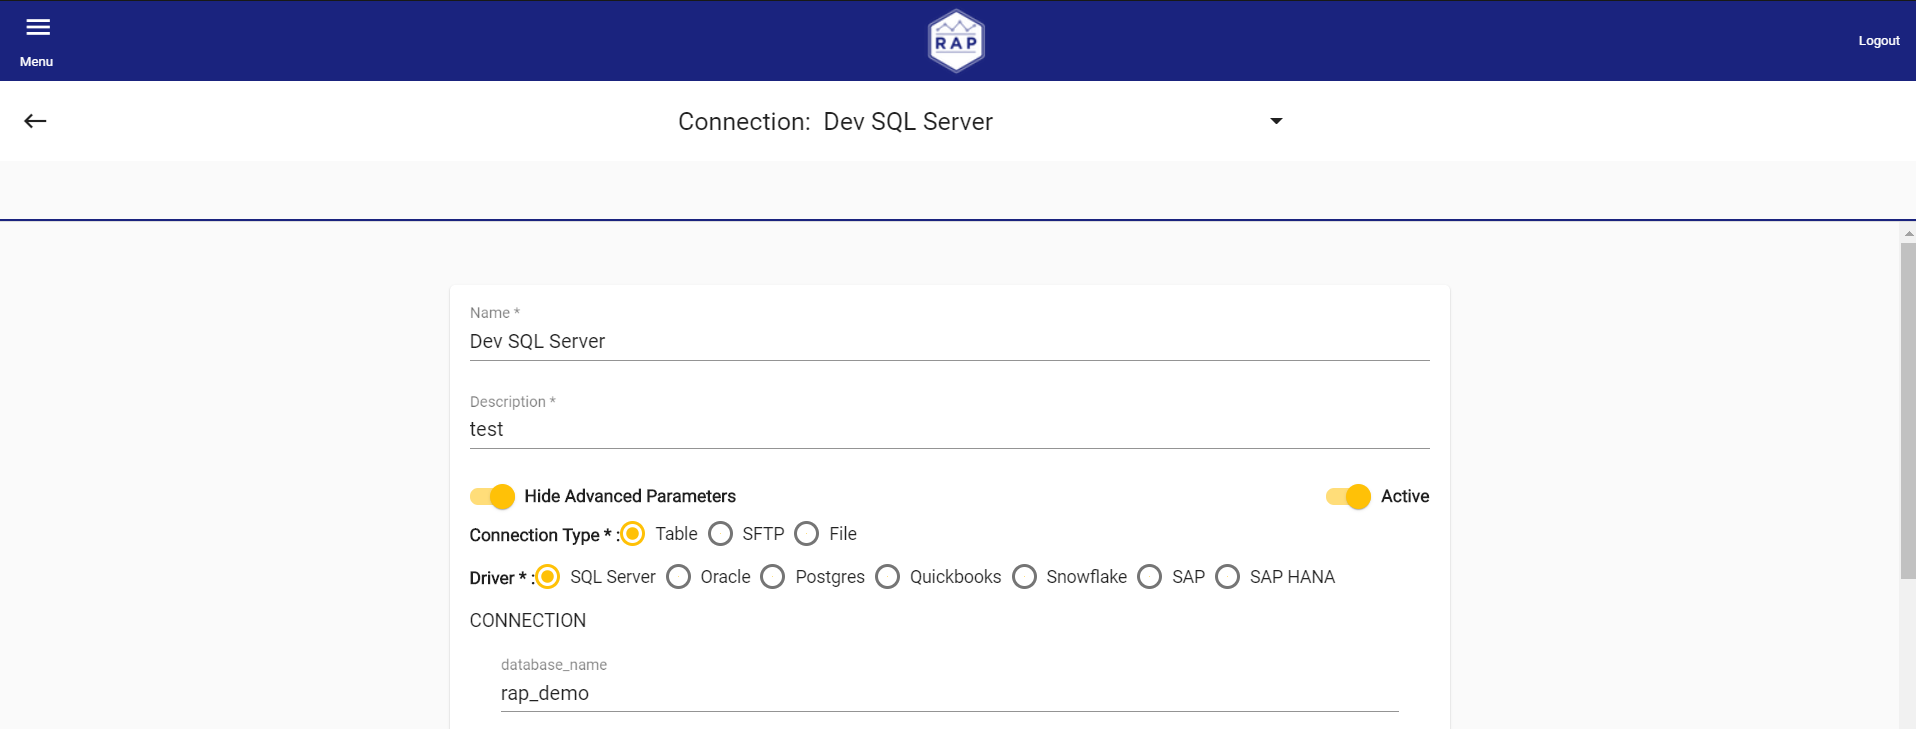 Menu
RAP
Logout
Connection: Dev SQL Server
Name *
Dev SQL Server
Description *
test
Hide Advanced Parameters Active
Connection Type * : Table SFTP File
Driver * : SQL Server Oracle Postgres Quickbooks Snowflake SAP SAP HANA
CONNECTION
database_name
rap_demo